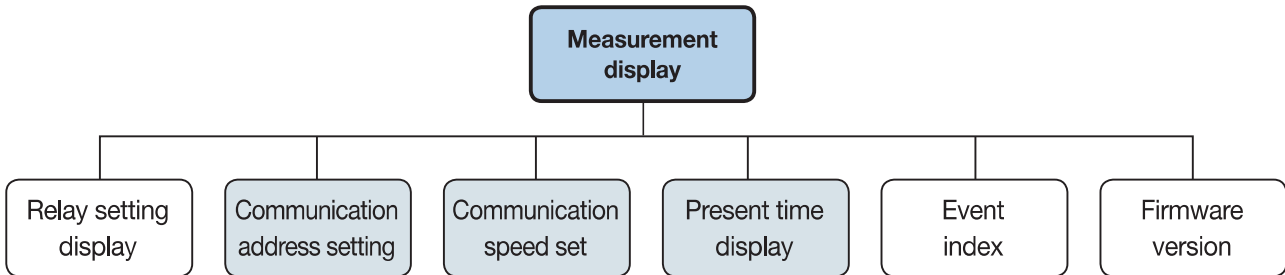 Measurement
display
Relay setting
display
Communication
address setting
Communication
speed set
Present time
display
Event
index
Firmware
version